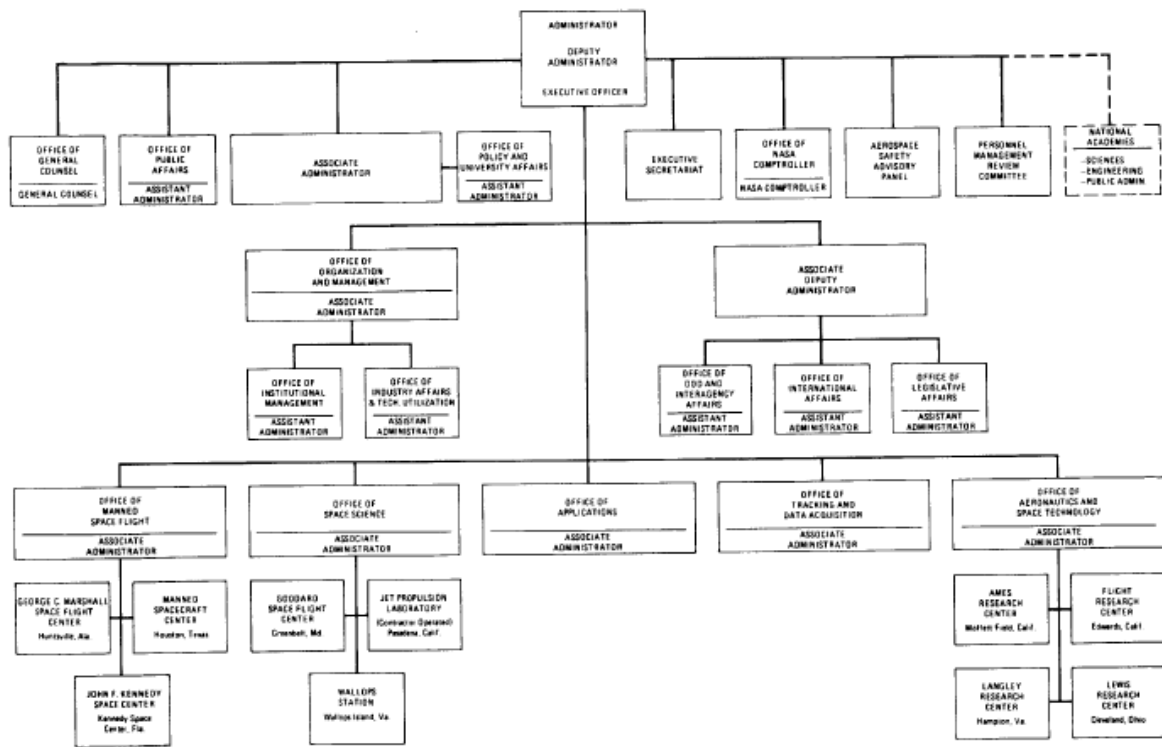 ADMINISTRATOR
DEPUTY
ADMINISTRATOR
EXECUTIVE OFFICER
OFFICE OF
GENERAL
COUNSEL
GENERAL COUNSEL
OFFICE OF
PUBLIC
AFFAIRS
ASSISTANT
ADMINISTRATOR
ASSOCIATE
ADMINISTRATOR
OFFICE OF
POLICY AND
UNIVERSITY AFFAIRS
ASSISTANT
ADMINISTRATOR
EXECUTIVE
SECRETARIAT
OFFICE OF
NASA
COMPTROLLER
NASA COMPTROLLER
AEROSPACE
SAFETY
ADVISORY
PANEL
PERSONNEL
MANAGEMENT
REVIEW
COMMITTEE
NATIONAL
ACADEMIES
—SCIENCES
—ENGINEERING
—PUBLIC ADMIN
OFFICE OF
ORGANIZATION
AND MANAGEMENT
ASSOCIATE
ADMINISTRATOR
ASSOCIATE
DEPUTY
ADMINISTRATOR
OFFICE OF
INSTITUTIONAL
MANAGEMENT
ASSISTANT
ADMINISTRATOR
OFFICE OF
INDUSTRY AFFAIRS
& TECH. UTILIZATION
ASSISTANT
ADMINISTRATOR
OFFICE OF
DOD AND
INTERAGENCY
AFFAIRS
ASSISTANT
ADMINISTRATOR
OFFICE OF
INTERNATIONAL
AFFAIRS
ASSISTANT
ADMINISTRATOR
OFFICE OF
LEGISLATIVE
AFFAIRS
ASSISTANT
ADMINISTRATOR
OFFICE OF
MANNED
SPACE FLIGHT
ASSOCIATE
ADMINISTRATOR
OFFICE OF
SPACE SCIENCE
ASSOCIATE
ADMINISTRATOR
OFFICE OF
APPLICATIONS
ASSOCIATE
ADMINISTRATOR
OFFICE OF
TRACKING AND
DATA ACQUISITION
ASSOCIATE
ADMINISTRATOR
OFFICE OF
AERONAUTICS AND
SPACE TECHNOLOGY
ASSOCIATE
ADMINISTRATOR
GEORGE C. MARSHALL
SPACE FLIGHT
CENTER
Huntsville, Ala.
MANNED
SPACECRAFT
CENTER
Houston, Texas
JOHN F. KENNEDY
SPACE CENTER
Kennedy Space
Center, Fla.
GODDARD
SPACE FLIGHT
CENTER
Greenbelt, Md.
JET PROPULSION
LABORATORY
(Contractor Operated)
Pasadena, Calif.
WALLOPS
STATION
Wallops Island, Va.
AMES
RESEARCH
CENTER
Moffett Field, Calif.
FLIGHT
RESEARCH
CENTER
Edwards, Calif.
LANGLEY
RESEARCH
CENTER
Hampton, Va.
LEWIS
RESEARCH
CENTER
Cleveland, Ohio